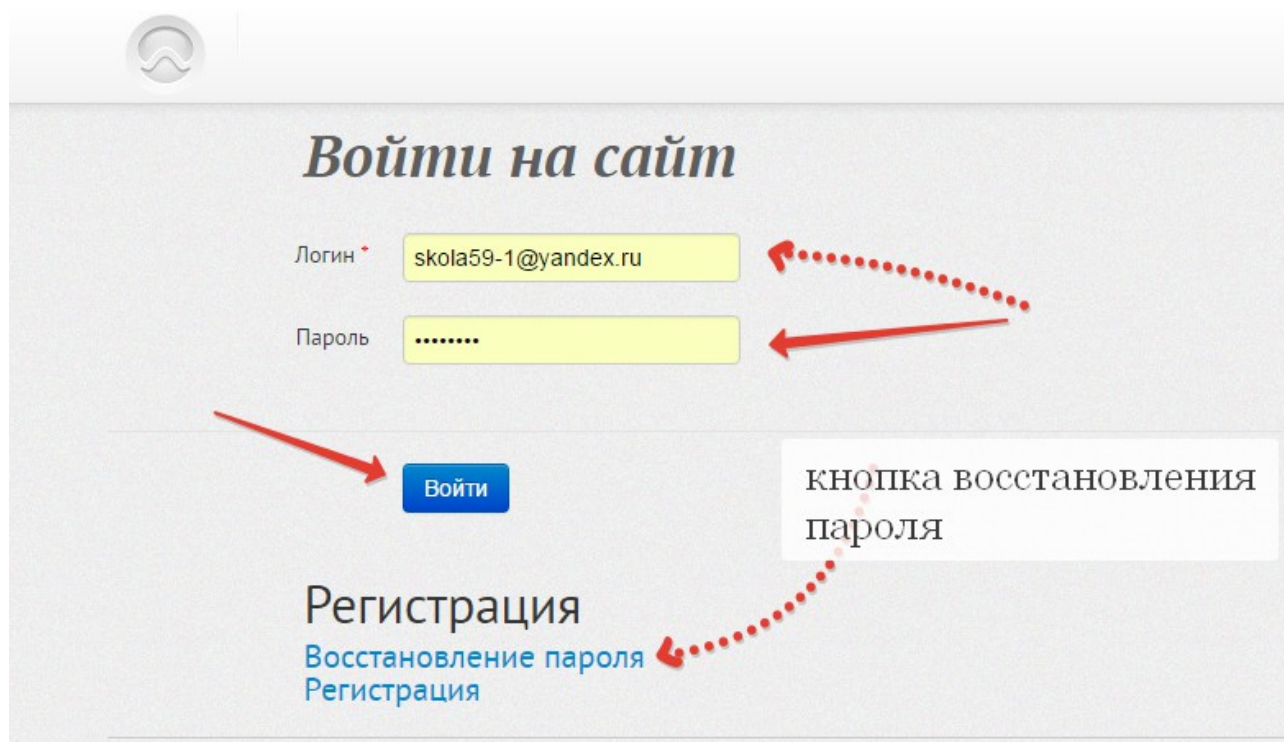 Войти на сайт
Логин *
skola59-1@yandex.ru
Пароль
••••••••
Войти
кнопка восстановления
пароля
Регистрация
Восстановление пароля
Регистрация